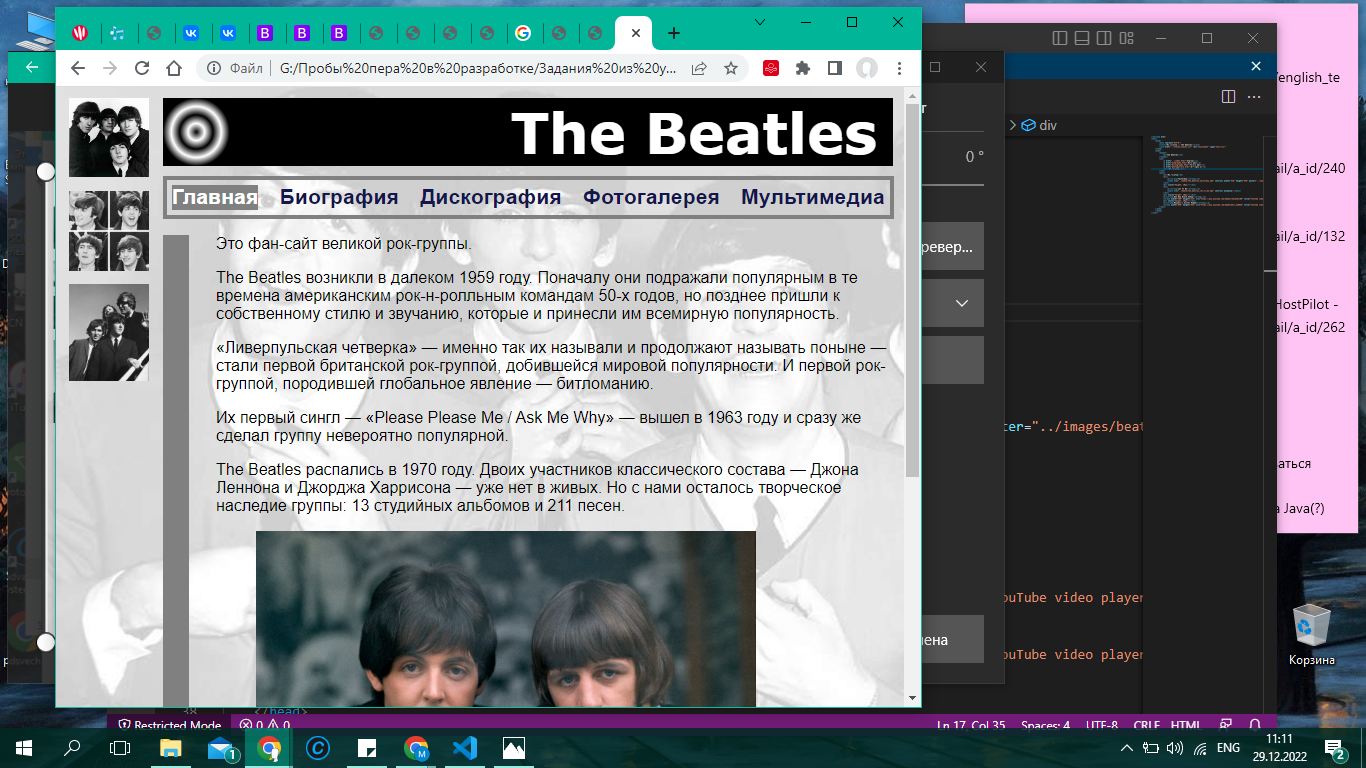 Файл
G:/Пробы%20пера%20в%20разработке/Задания%20из%20у...
The Beatles
Главная Биография Дискография Фотогалерея Мультимедиа
Это фан-сайт великой рок-группы.
The Beatles возникли в далеком 1959 году. Поначалу они подражали популярным в те
времена американским рок-н-ролльным командам 50-х годов, но позднее пришли к
собственному стилю и звучанию, которые и принесли им всемирную популярность.
«Ливерпульская четверка» — именно так их называли и продолжают называть поныне —
стали первой британской рок-группой, добившейся мировой популярности. И первой рок-
группой, породившей глобальное явление — битломанию.
Их первый сингл — «Please Please Me / Ask Me Why» — вышел в 1963 году и сразу же
сделал группу невероятно популярной.
The Beatles распались в 1970 году. Двоих участников классического состава — Джона
Леннона и Джорджа Харрисона — уже нет в живых. Но с нами осталось творческое
наследие группы: 13 студийных альбомов и 211 песен.
0 °
ревер...
ена
div
cer="../images/beat
ouTube video player
ouTube video player
/english_te
ail/a_id/240
ail/a_id/132
HostPilot -
ail/a_id/262
ваться
а Java(?)
Корзина
38 </head>
Restricted Mode 0 0 Ln 17, Col 35 Spaces: 4 UTF-8 CRLF HTML
1 ENG 11:11
29.12.2022 2